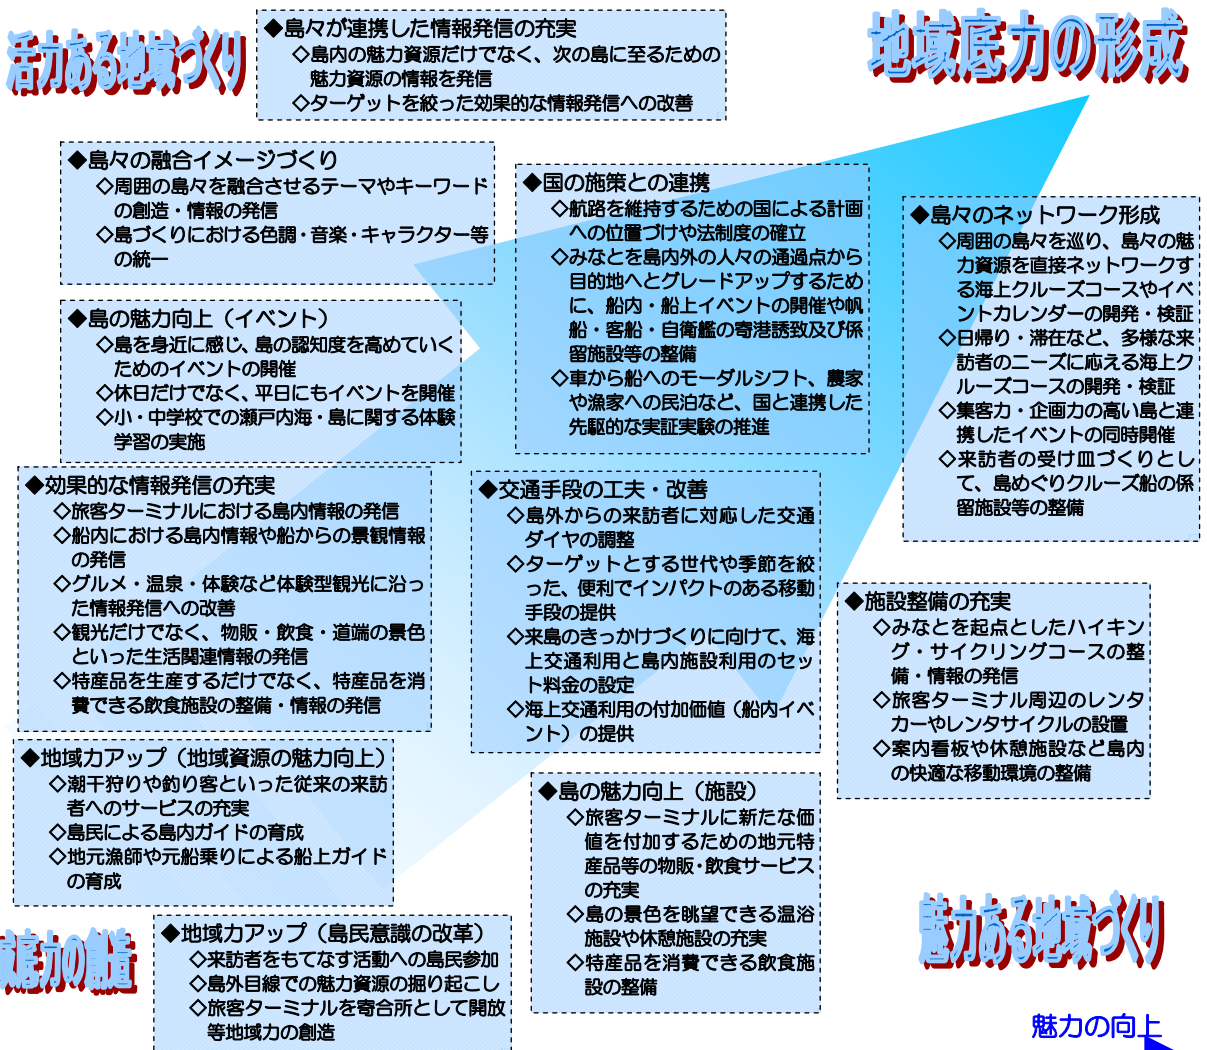 活力ある地域づくり
地域底力の形成
◆島々が連携した情報発信の充実
◇島内の魅力資源だけでなく、次の島に至るための
魅力資源の情報を発信
◇ターゲットを絞った効果的な情報発信への改善
◆島々の融合イメージづくり
◇周囲の島々を融合させるテーマやキーワード
の創造・情報の発信
◇島づくりにおける色調・音楽・キャラクター等
の統一
◆国の施策との連携
◇航路を維持するための国による計画
への位置づけや法制度の確立
◇みなとを島内外の人々の通過点から
目的地へとグレードアップするため
に、船内・船上イベントの開催や帆
船・客船・自衛艦の寄港誘致及び係
留施設等の整備
◇車から船へのモーダルシフト、農家
や漁家への民泊など、国と連携した
先駆的な実証実験の推進
◆島々のネットワーク形成
◇周囲の島々を巡り、島々の魅
力資源を直接ネットワークす
る海上クルーズコースやイベ
ントカレンダーの開発・検証
◇日帰り・滞在など、多様な来
訪者のニーズに応える海上ク
ルーズコースの開発・検証
◇集客力・企画力の高い島と連
携したイベントの同時開催
◇来訪者の受け皿づくりとし
て、島めぐりクルーズ船の係
留施設等の整備
◆島の魅力向上（イベント）
◇島を身近に感じ、島の認知度を高めていく
ためのイベントの開催
◇休日だけでなく、平日にもイベントを開催
◇小・中学校での瀬戸内海・島に関する体験
学習の実施
◆効果的な情報発信の充実
◇旅客ターミナルにおける島内情報の発信
◇船内における島内情報や船からの景観情報
の発信
◇グルメ・温泉・体験など体験型観光に沿っ
た情報発信への改善
◇観光だけでなく、物販・飲食・道端の景色
といった生活関連情報の発信
◇特産品を生産するだけでなく、特産品を消
費できる飲食施設の整備・情報の発信
◆交通手段の工夫・改善
◇島外からの来訪者に対応した交通
ダイヤの調整
◇ターゲットとする世代や季節を絞
った、便利でインパクトのある移動
手段の提供
◇来島のきっかけづくりに向けて、海
上交通利用と島内施設利用のセッ
ト料金の設定
◇海上交通利用の付加価値（船内イベ
ント）の提供
◆施設整備の充実
◇みなとを起点としたハイキン
グ・サイクリングコースの整
備・情報の発信
◇旅客ターミナル周辺のレンタ
カーやレンタサイクルの設置
◇案内看板や休憩施設など島内
の快適な移動環境の整備
◆地域力アップ（地域資源の魅力向上）
◇潮干狩りや釣り客といった従来の来訪
者へのサービスの充実
◇島民による島内ガイドの育成
◇地元漁師や元船乗りによる船上ガイド
の育成
◆島の魅力向上（施設）
◇旅客ターミナルに新たな価
値を付加するための地元特
産品等の物販・飲食サービス
の充実
◇島の景色を眺望できる温浴
施設や休憩施設の充実
◇特産品を消費できる飲食施
設の整備
◆地域力アップ（島民意識の改革）
◇来訪者をもてなす活動への島民参加
◇島外目線での魅力資源の掘り起こし
◇旅客ターミナルを寄合所として開放
等地域力の創造
域底力の創造
魅力ある地域づくり
魅力の向上